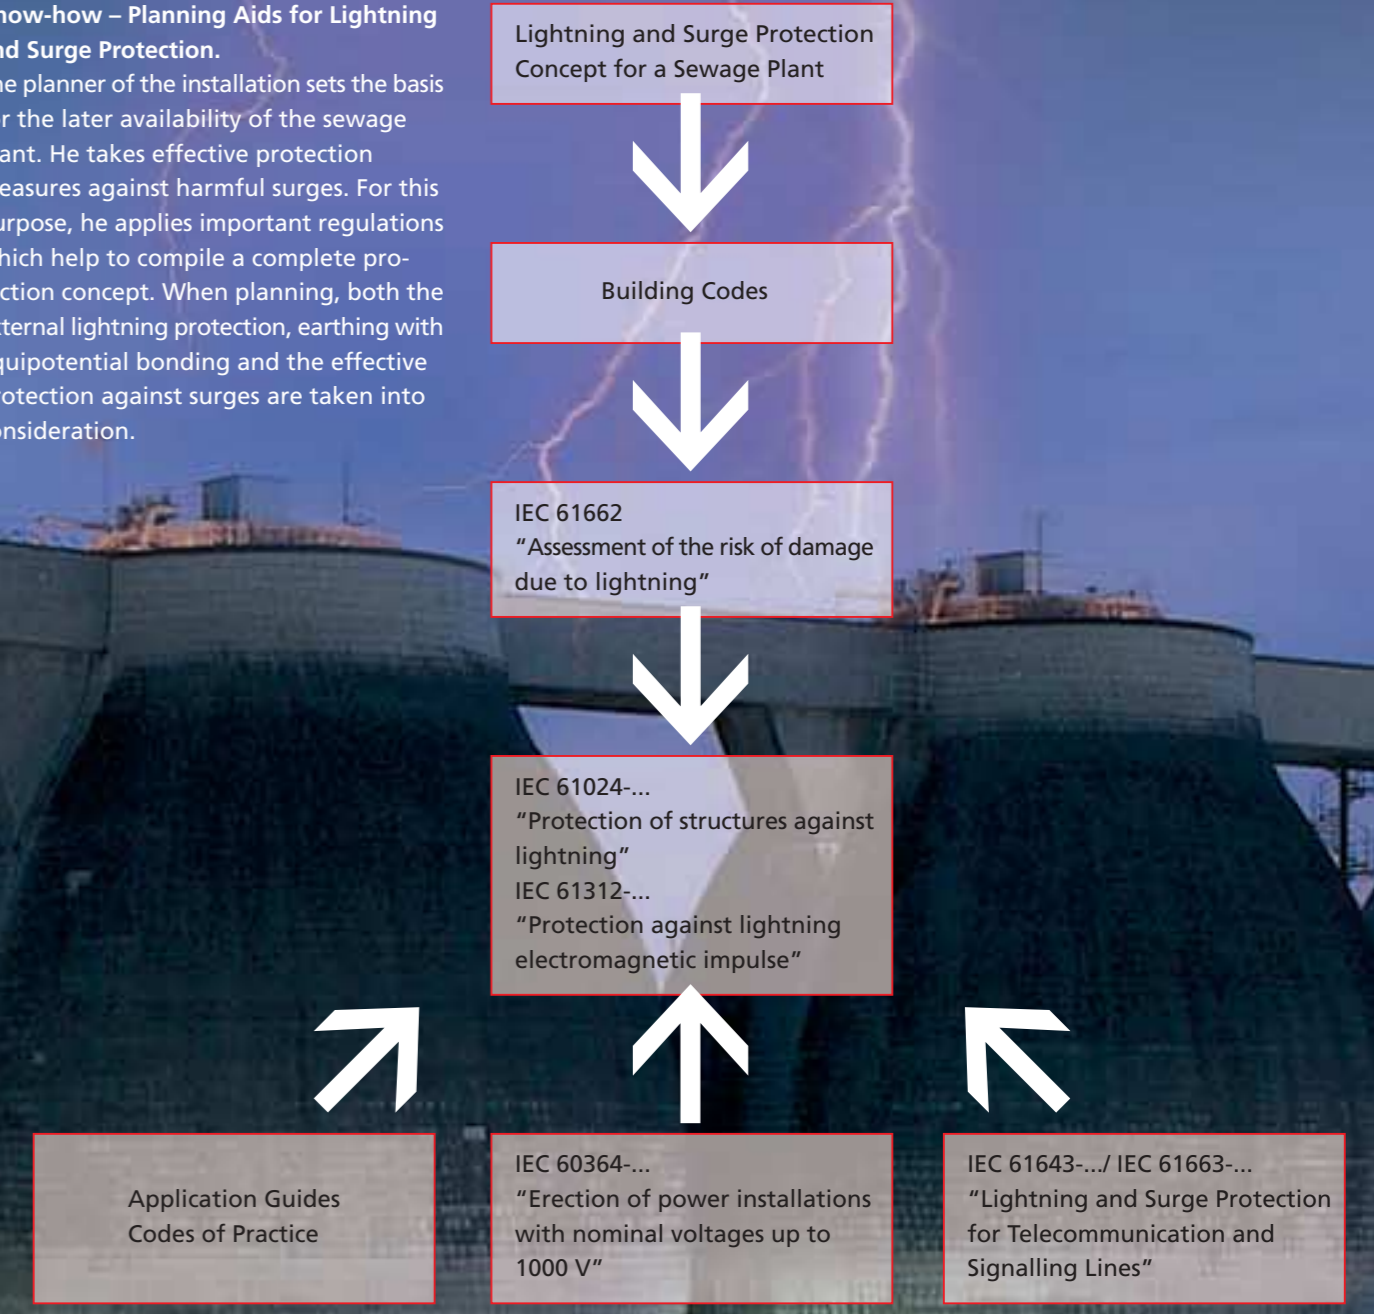 now-how – Planning Aids for Lightning
nd Surge Protection.
he planner of the installation sets the basis
or the later availability of the sewage
ant. He takes effective protection
easures against harmful surges. For this
urpose, he applies important regulations
hich help to compile a complete pro-
ction concept. When planning, both the
xternal lightning protection, earthing with
quipotential bonding and the effective
rotection against surges are taken into
onsideration.
Lightning and Surge Protection
Concept for a Sewage Plant
Building Codes
IEC 61662
“Assessment of the risk of damage
due to lightning”
IEC 61024-...
“Protection of structures against
lightning”
IEC 61312-...
“Protection against lightning
electromagnetic impulse”
Application Guides
Codes of Practice
IEC 60364-...
“Erection of power installations
with nominal voltages up to
1000 V”
IEC 61643-.../ IEC 61663-...
“Lightning and Surge Protection
for Telecommunication and
Signalling Lines”